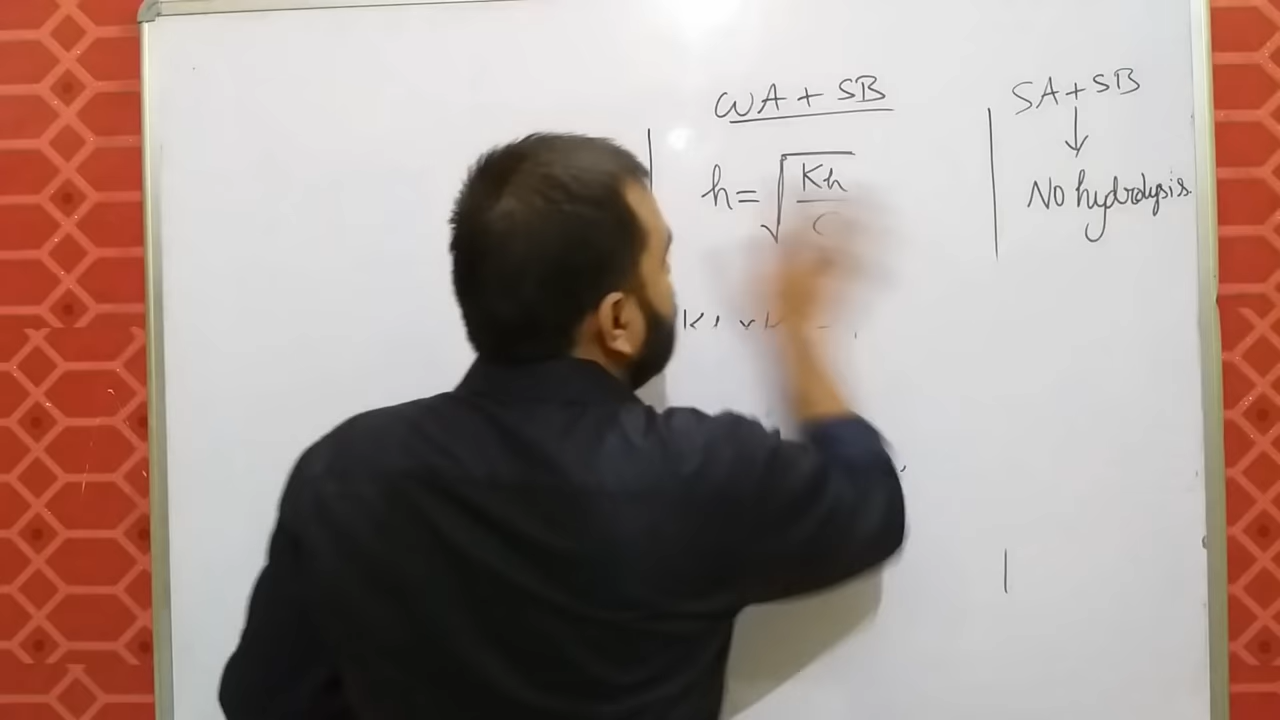 WA + SB
h = √Kh/C
SA + SB
↓
No hydrolysis.